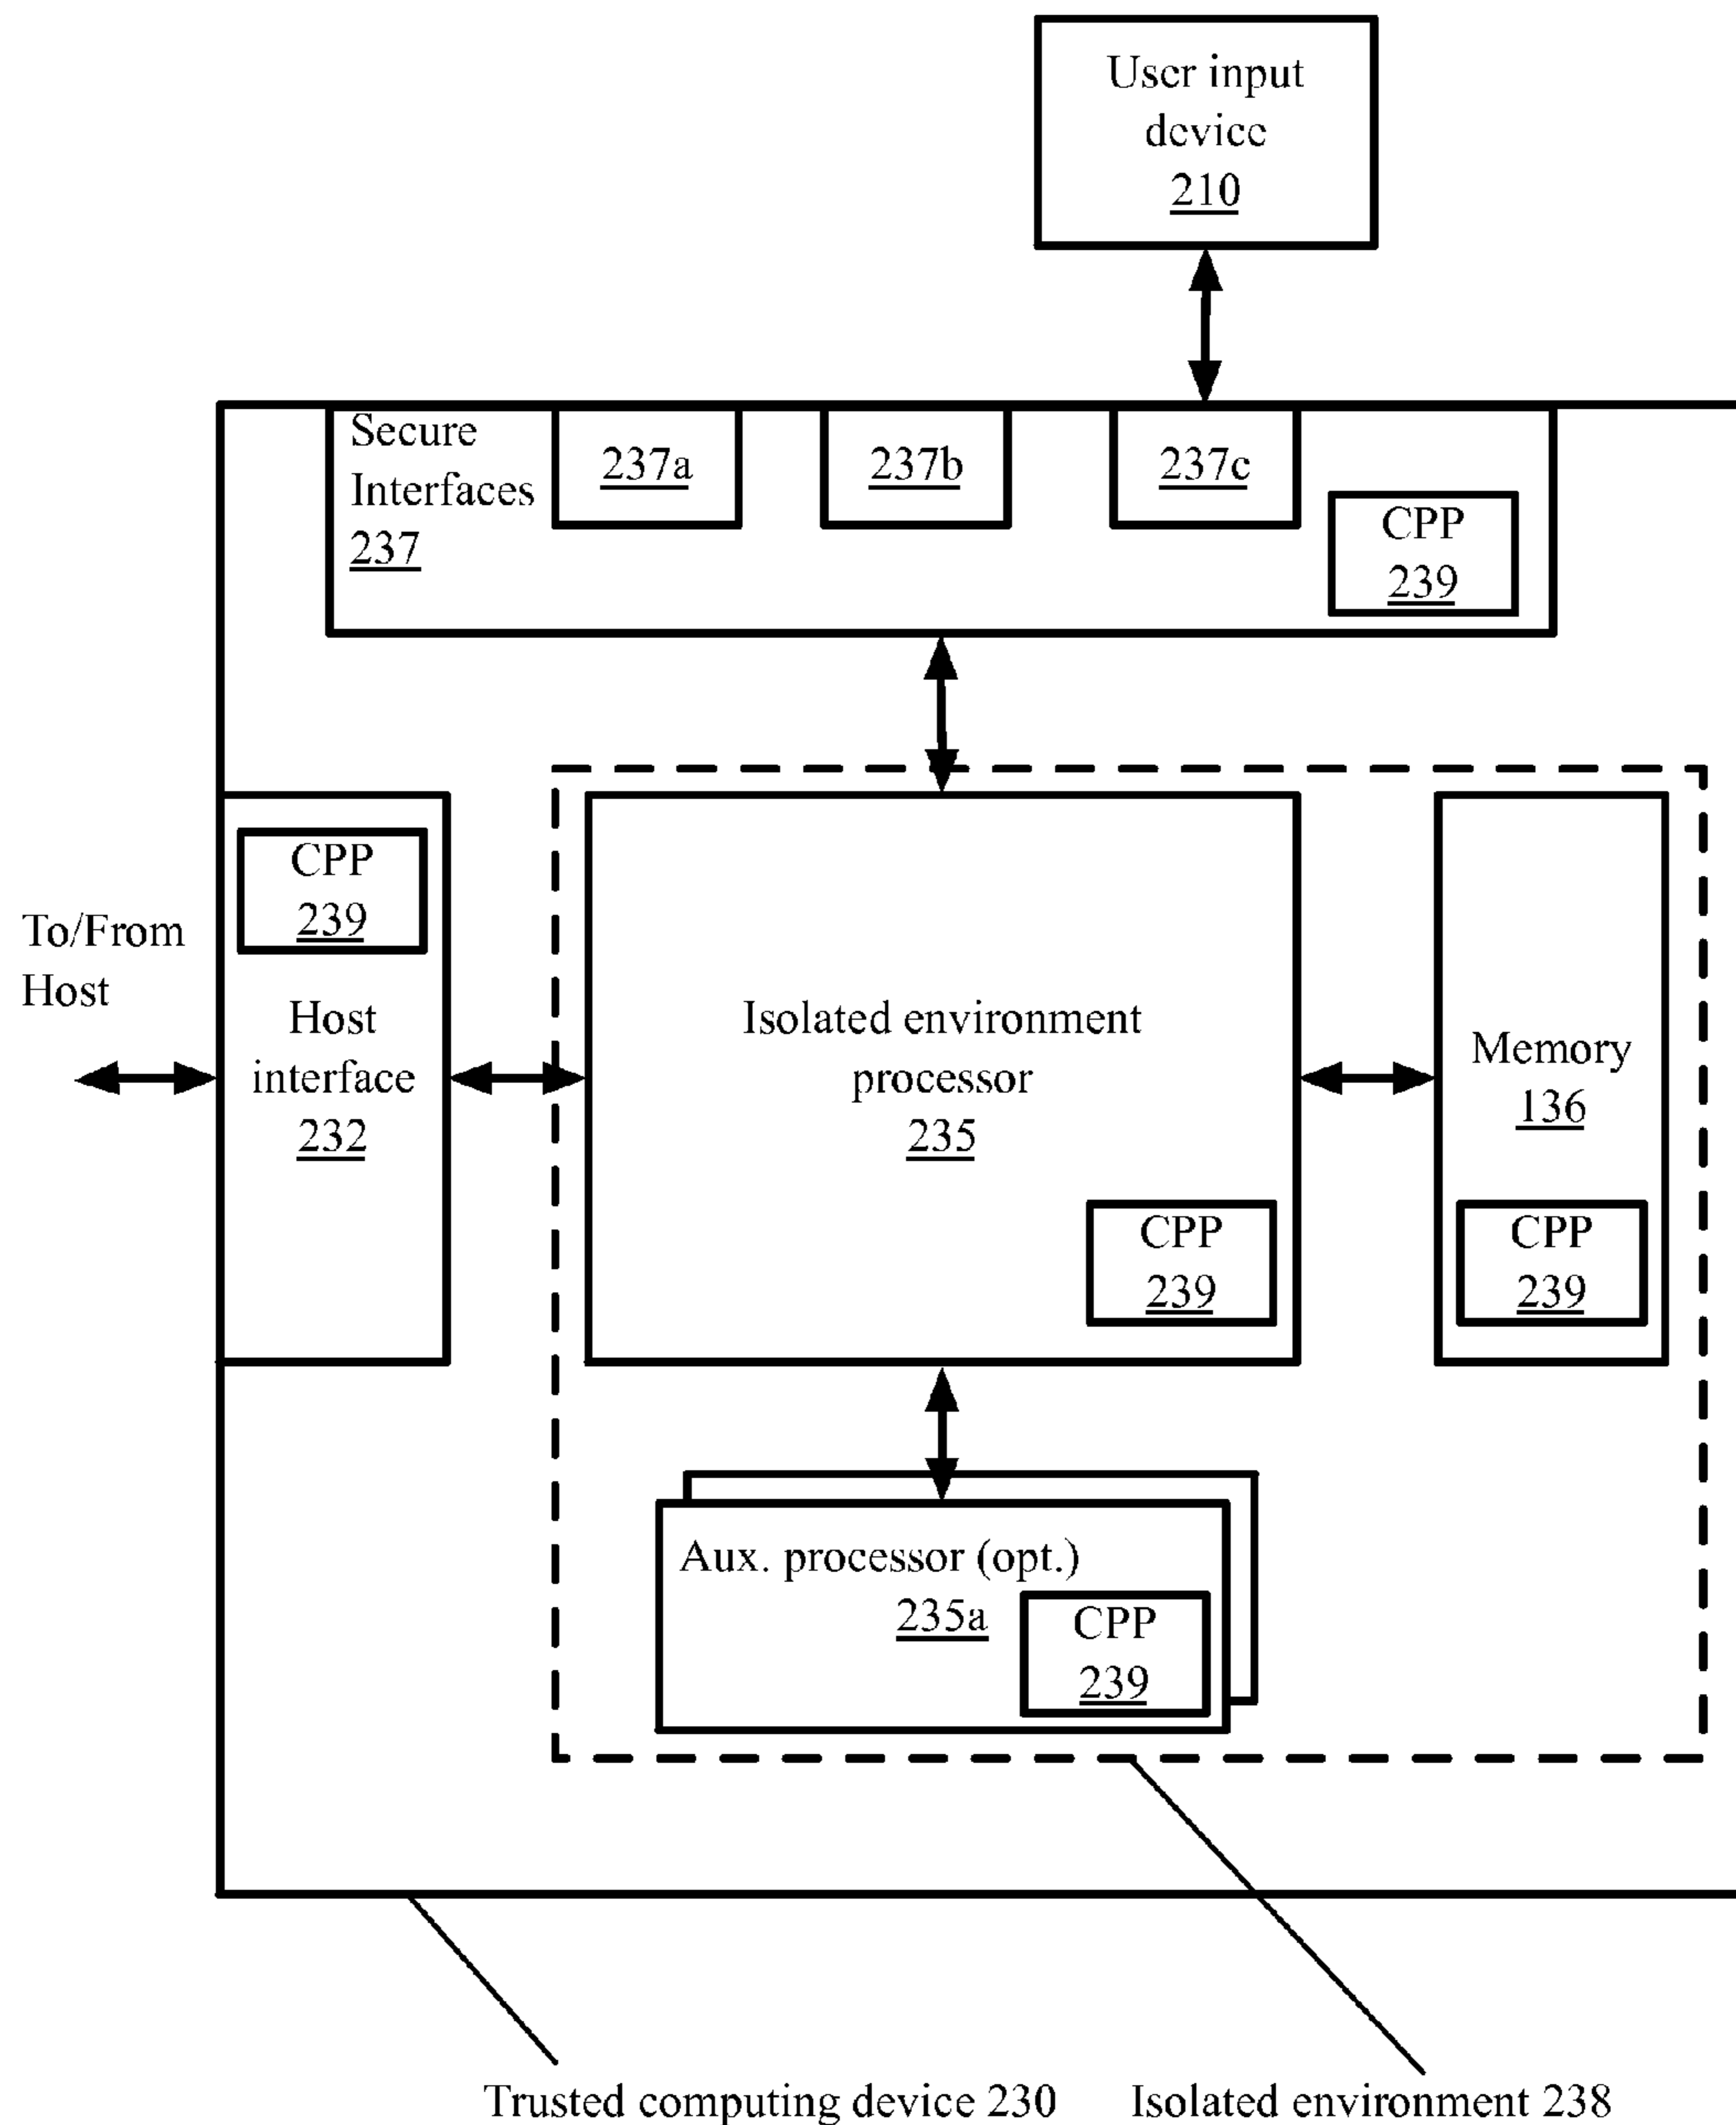 User input
device
210
Secure
Interfaces
237
237a
237b
237c
CPP
239
CPP
239
To/From
Host
Host
interface
232
Isolated environment
processor
235
CPP
239
Memory
136
CPP
239
Aux. processor (opt.)
235a
CPP
239
Trusted computing device 230
Isolated environment 238